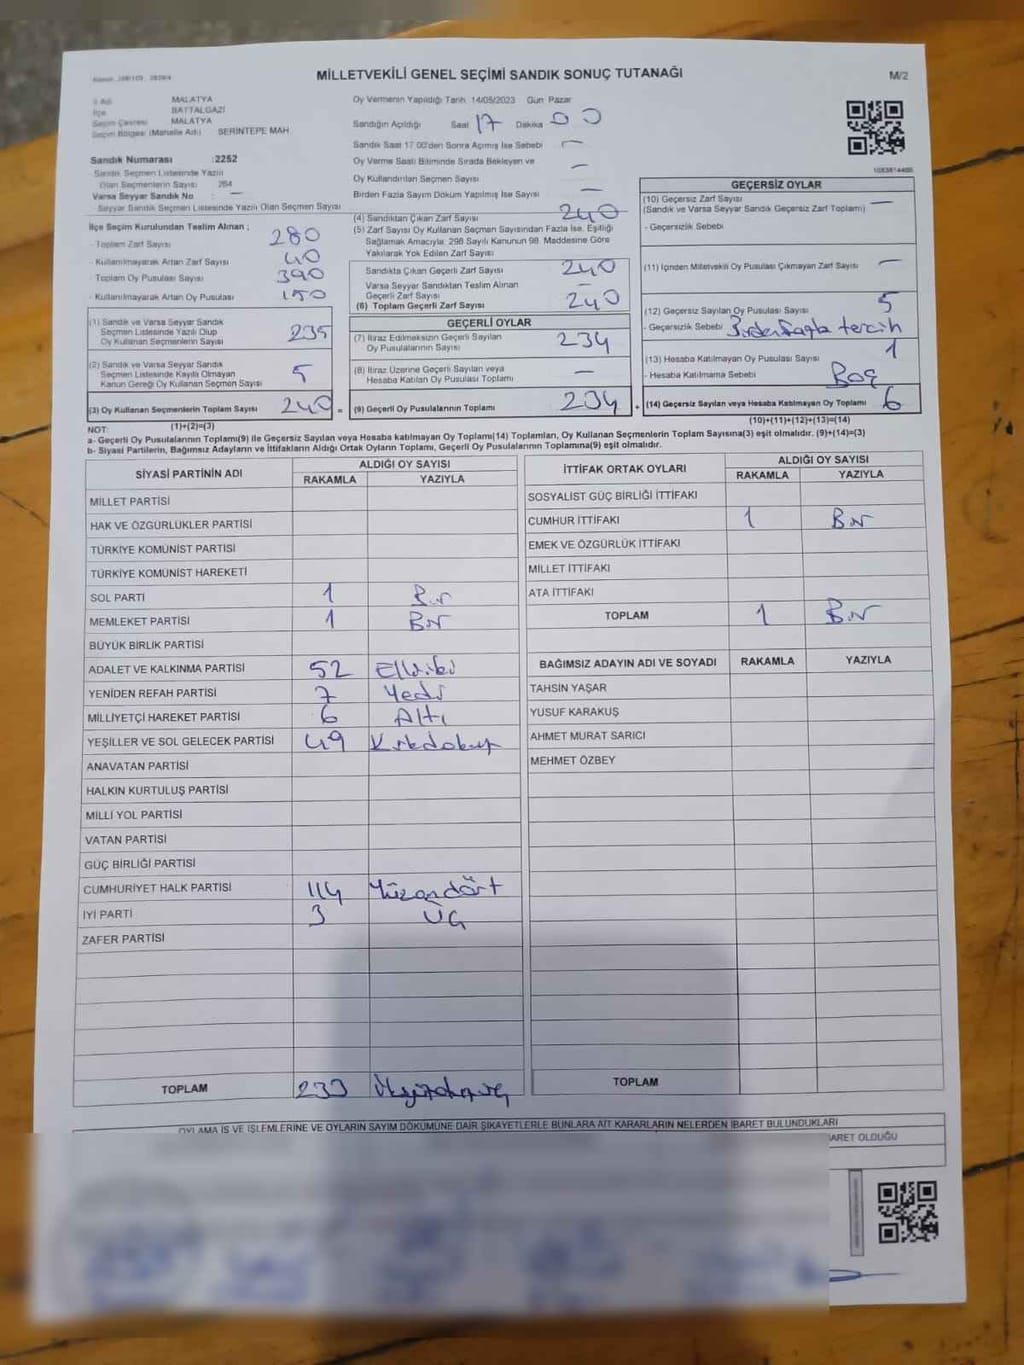 MİLLETVEKİLİ GENEL SEÇİMİ SANDIK SONUÇ TUTANAĞI
M/2
İl Adı MALATYA
İlçe BATTALGAZİ
Seçim Çevresi MALATYA
Seçim Bölgesi (Mahalle Adı) SERİNTEPE MAH
Sandık Numarası :2252
Sandık Seçmen Listesinde Yazılı
Olan Seçmenlerin Sayısı 264
Varsa Seyyar Sandık No —
Seyyar Sandık Seçmen Listesinde Yazılı Olan Seçmen Sayısı
İlçe Seçim Kurulundan Teslim Alınan ;
- Toplam Zarf Sayısı 280
- Kullanılmayarak Artan Zarf Sayısı 40
- Toplam Oy Pusulası Sayısı 390
- Kullanılmayarak Artan Oy Pusulası 150
(1) Sandık ve Varsa Seyyar Sandık
Seçmen Listesinde Yazılı Olup
Oy Kullanan Seçmenlerin Sayısı 235
(2) Sandık ve Varsa Seyyar Sandık
Seçmen Listesinde Kayıtlı Olmayan
Kanun Gereği Oy Kullanan Seçmen Sayısı 5
(3) Oy Kullanan Seçmenlerin Toplam Sayısı 240 =
(1)+(2)=(3)
Oy Vermenin Yapıldığı Tarih 14/05/2023 Gün Pazar
Sandığın Açıldığı Saat 17 Dakika 00
Sandık Saat 17.00'den Sonra Açılmış İse Sebebi —
Oy Verme Saati Bitiminde Sırada Bekleyen ve
Oy Kullandırılan Seçmen Sayısı —
Birden Fazla Sayım Döküm Yapılmış İse Sayısı —
(4) Sandıktan Çıkan Zarf Sayısı 240
(5) Zarf Sayısı Oy Kullanan Seçmen Sayısından Fazla İse, Eşitliği
Sağlamak Amacıyla; 298 Sayılı Kanunun 98. Maddesine Göre
Yakılarak Yok Edilen Zarf Sayısı
Sandıkta Çıkan Geçerli Zarf Sayısı 240
Varsa Seyyar Sandıktan Teslim Alınan
Geçerli Zarf Sayısı —
(6) Toplam Geçerli Zarf Sayısı 240
GEÇERLİ OYLAR
(7) İtiraz Edilmeksizin Geçerli Sayılan
Oy Pusulalarının Sayısı 234
(8) İtiraz Üzerine Geçerli Sayılan ve
Hesaba Katılan Oy Pusulası Toplamı —
(9) Geçerli Oy Pusulalarının Toplamı 234 +
GEÇERSİZ OYLAR
(10) Geçersiz Zarf Sayısı —
(Sandık ve Varsa Seyyar Sandık Geçersiz Zarf Toplamı)
- Geçersizlik Sebebi
(11) İçinden Milletvekili Oy Pusulası Çıkmayan Zarf Sayısı —
(12) Geçersiz Sayılan Oy Pusulası Sayısı 5
- Geçersizlik Sebebi Birden fazla tercih
(13) Hesaba Katılmayan Oy Pusulası Sayısı 1
- Hesaba Katılmama Sebebi Boş
(14) Geçersiz Sayılan veya Hesaba Katılmayan Oy Toplamı 6
(10)+(11)+(12)+(13)=(14)
NOT:
a- Geçerli Oy Pusulalarının Toplamı(9) ile Geçersiz Sayılan veya Hesaba katılmayan Oy Toplamı(14) Toplamları, Oy Kullanan Seçmenlerin Toplam Sayısına(3) eşit olmalıdır. (9)+(14)=(3)
b- Siyasi Partilerin, Bağımsız Adayların ve İttifakların Aldığı Ortak Oyların Toplamı, Geçerli Oy Pusulalarının Toplamına(9) eşit olmalıdır.
SİYASİ PARTİNİN ADI ALDIĞI OY SAYISI
RAKAMLA YAZIYLA
MİLLET PARTİSİ
HAK VE ÖZGÜRLÜKLER PARTİSİ
TÜRKİYE KOMÜNİST PARTİSİ
TÜRKİYE KOMÜNİST HAREKETİ
SOL PARTİ 1 Bir
MEMLEKET PARTİSİ 1 Bir
BÜYÜK BİRLİK PARTİSİ
ADALET VE KALKINMA PARTİSİ 52 Elliiki
YENİDEN REFAH PARTİSİ 7 Yedi
MİLLİYETÇİ HAREKET PARTİSİ 6 Altı
YEŞİLLER VE SOL GELECEK PARTİSİ 49 Kırkdokuz
ANAVATAN PARTİSİ
HALKIN KURTULUŞ PARTİSİ
MİLLİ YOL PARTİSİ
VATAN PARTİSİ
GÜÇ BİRLİĞİ PARTİSİ
CUMHURİYET HALK PARTİSİ 114 Yüzondört
İYİ PARTİ 3 Üç
ZAFER PARTİSİ
TOPLAM 233
İTTİFAK ORTAK OYLARI ALDIĞI OY SAYISI
RAKAMLA YAZIYLA
SOSYALİST GÜÇ BİRLİĞİ İTTİFAKI
CUMHUR İTTİFAKI 1 Bir
EMEK VE ÖZGÜRLÜK İTTİFAKI
MİLLET İTTİFAKI
ATA İTTİFAKI
TOPLAM 1 Bir
BAĞIMSIZ ADAYIN ADI VE SOYADI RAKAMLA YAZIYLA
TAHSİN YAŞAR
YUSUF KARAKUŞ
AHMET MURAT SARICI
MEHMET ÖZBEY
TOPLAM
OYLAMA İŞ VE İŞLEMLERİNE VE OYLARIN SAYIM DÖKÜMÜNE DAİR ŞİKAYETLERLE BUNLARA AİT KARARLARIN NELERDEN İBARET BULUNDUKLARI
BARET OLDUĞU